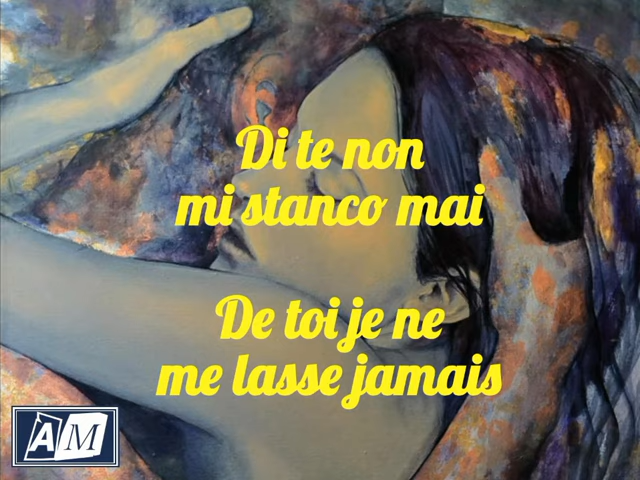 Di te non
mi stanco mai
De toi je ne
me lasse jamais
AM